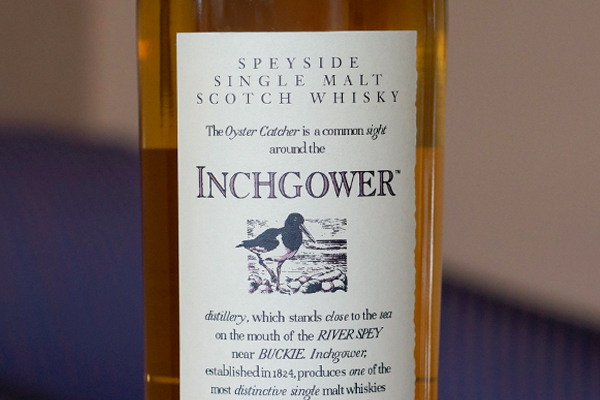 SPEYSIDE
SINGLE MALT
SCOTCH WHISKY
The Oyster Catcher is a common sight
around the
INCHGOWER™
distillery, which stands close to the sea
on the mouth of the RIVER SPEY
near BUCKIE. Inchgower,
established in 1824, produces one of the
most distinctive single malt whiskies